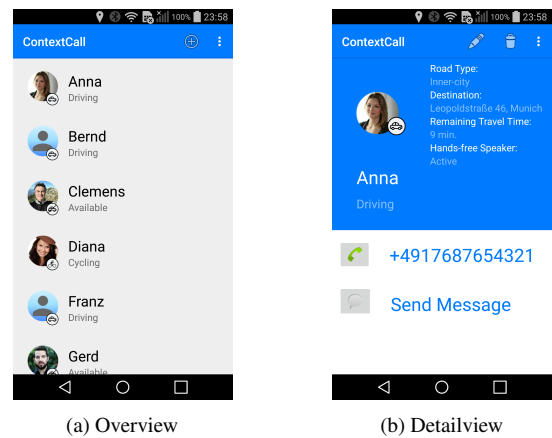 100% 23:58
ContextCall
Anna
Driving
Bernd
Driving
Clemens
Available
Diana
Cycling
Franz
Driving
Gerd
Available
(a) Overview
100% 23:58
ContextCall
Road Type:
Inner-city
Destination:
Leopoldstraße 46, Munich
Remaining Travel Time:
9 min.
Hands-free Speaker:
Active
Anna
Driving
+4917687654321
Send Message
(b) Detailview